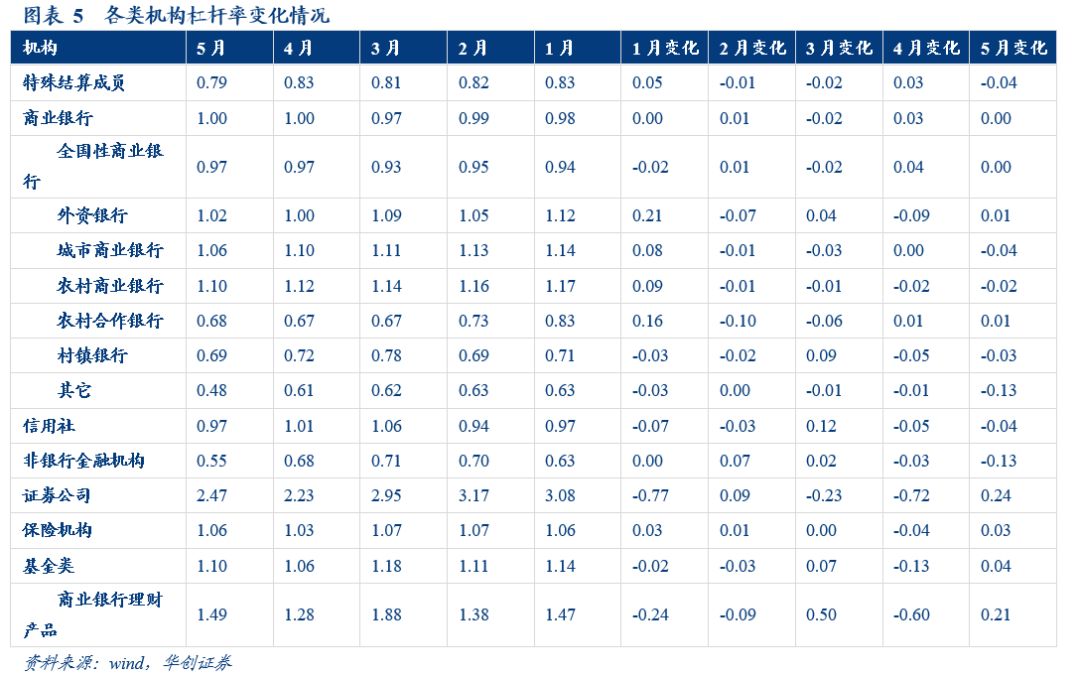 图表 5 各类机构杠杆率变化情况
机构 5月 4月 3月 2月 1月 1月变化 2月变化 3月变化 4月变化 5月变化
特殊结算成员 0.79 0.83 0.81 0.82 0.83 0.05 -0.01 -0.02 0.03 -0.04
商业银行 1.00 1.00 0.97 0.99 0.98 0.00 0.01 -0.02 0.03 0.00
全国性商业银
行 0.97 0.97 0.93 0.95 0.94 -0.02 0.01 -0.02 0.04 0.00
外资银行 1.02 1.00 1.09 1.05 1.12 0.21 -0.07 0.04 -0.09 0.01
城市商业银行 1.06 1.10 1.11 1.13 1.14 0.08 -0.01 -0.03 0.00 -0.04
农村商业银行 1.10 1.12 1.14 1.16 1.17 0.09 -0.01 -0.01 -0.02 -0.02
农村合作银行 0.68 0.67 0.67 0.73 0.83 0.16 -0.10 -0.06 0.01 0.01
村镇银行 0.69 0.72 0.78 0.69 0.71 -0.03 -0.02 0.09 -0.05 -0.03
其它 0.48 0.61 0.62 0.63 0.63 -0.03 0.00 -0.01 -0.01 -0.13
信用社 0.97 1.01 1.06 0.94 0.97 -0.07 -0.03 0.12 -0.05 -0.04
非银行金融机构 0.55 0.68 0.71 0.70 0.63 0.00 0.07 0.02 -0.03 -0.13
证券公司 2.47 2.23 2.95 3.17 3.08 -0.77 0.09 -0.23 -0.72 0.24
保险机构 1.06 1.03 1.07 1.07 1.06 0.03 0.01 0.00 -0.04 0.03
基金类 1.10 1.06 1.18 1.11 1.14 -0.02 -0.03 0.07 -0.13 0.04
商业银行理财
产品 1.49 1.28 1.88 1.38 1.47 -0.24 -0.09 0.50 -0.60 0.21
资料来源：wind，华创证券